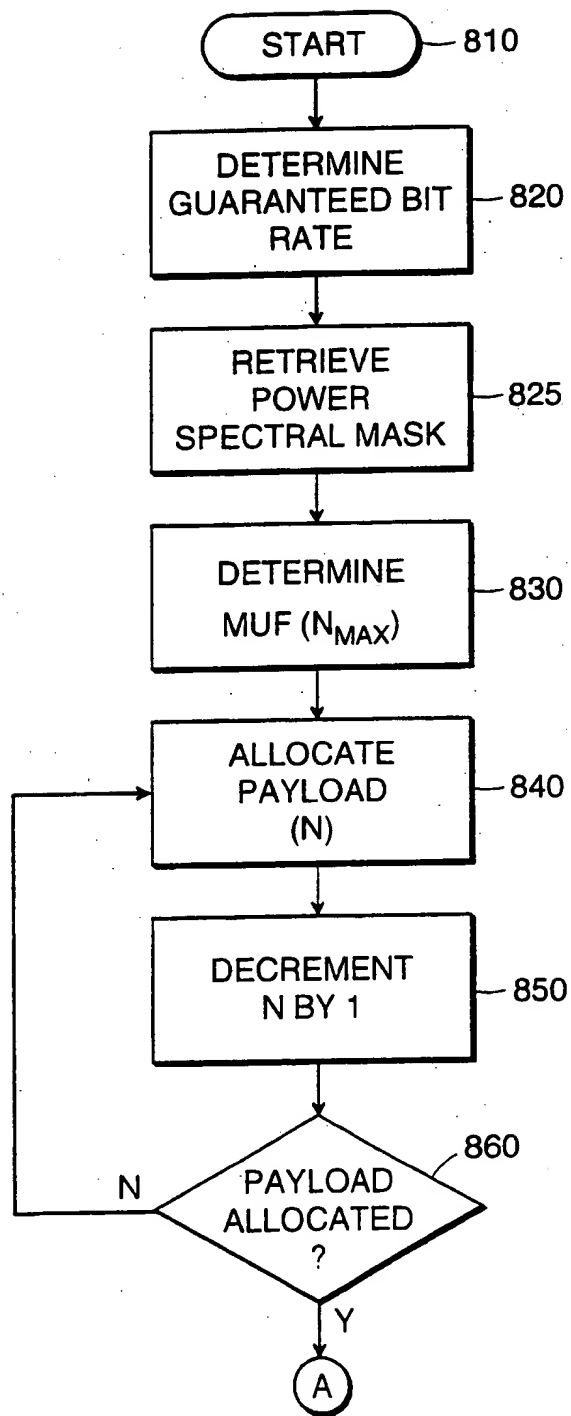 START
810
DETERMINE
GUARANTEED BIT
RATE
820
RETRIEVE
POWER
SPECTRAL MASK
825
DETERMINE
MUF (NMAX)
830
ALLOCATE
PAYLOAD
(N)
840
DECREMENT
N BY 1
850
860
N
PAYLOAD
ALLOCATED
?
Y
A